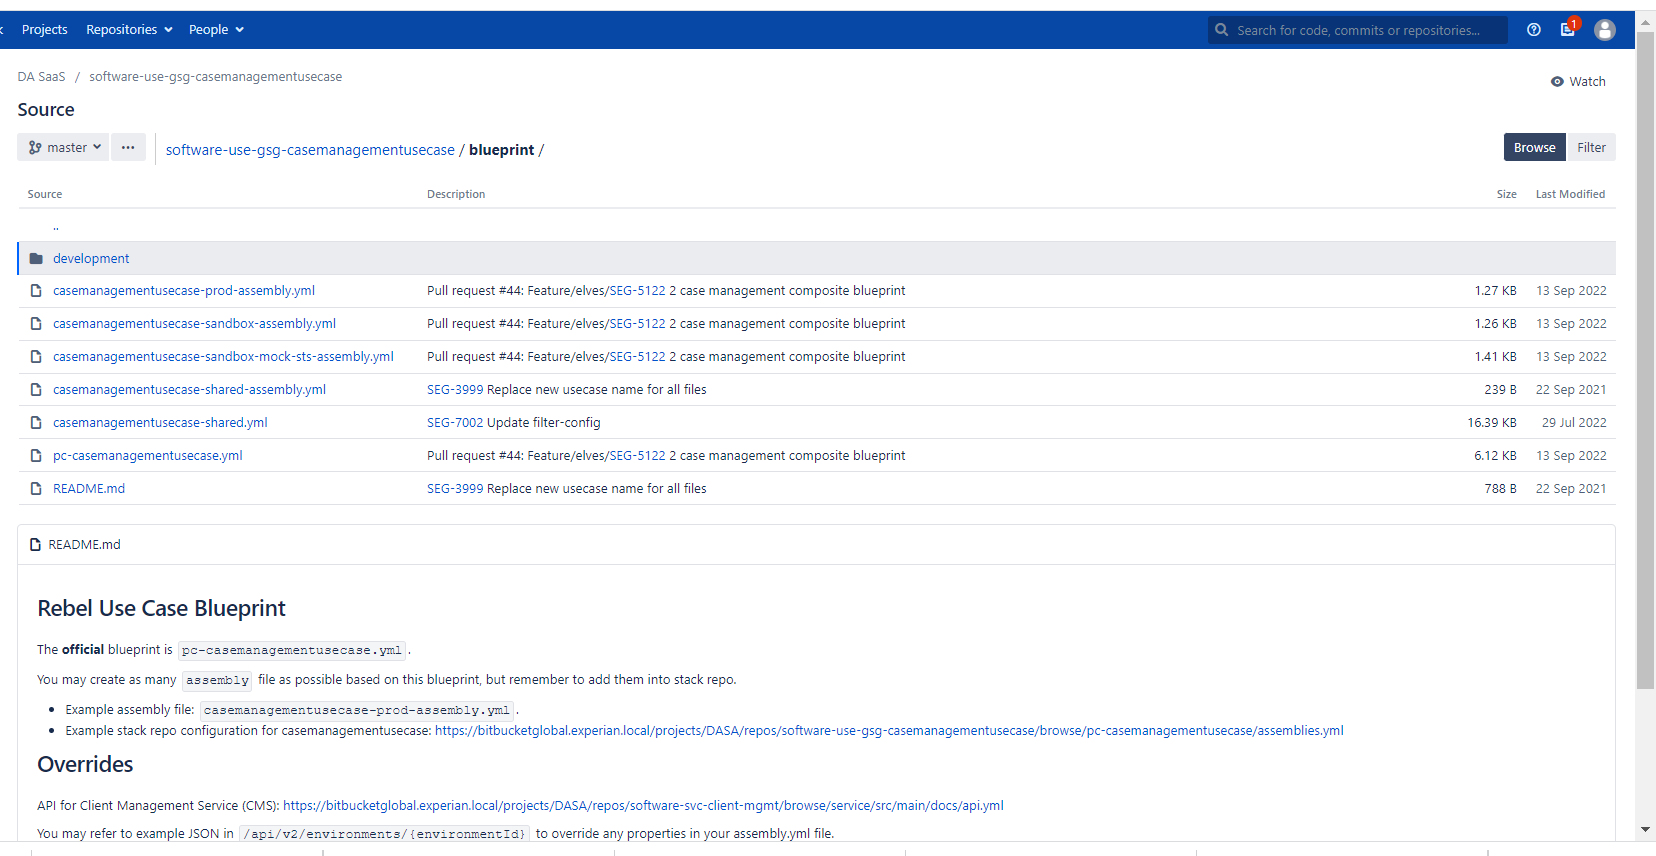 Projects Repositories People Search for code, commits or repositories... 1
DA SaaS / software-use-gsg-casemanagementusecase
Watch
Source
master ... software-use-gsg-casemanagementusecase / blueprint / Browse Filter
Source Description Size Last Modified
..
development
casemanagementusecase-prod-assembly.yml Pull request #44: Feature/elves/SEG-5122 2 case management composite blueprint 1.27 KB 13 Sep 2022
casemanagementusecase-sandbox-assembly.yml Pull request #44: Feature/elves/SEG-5122 2 case management composite blueprint 1.26 KB 13 Sep 2022
casemanagementusecase-sandbox-mock-sts-assembly.yml Pull request #44: Feature/elves/SEG-5122 2 case management composite blueprint 1.41 KB 13 Sep 2022
casemanagementusecase-shared-assembly.yml SEG-3999 Replace new usecase name for all files 239 B 22 Sep 2021
casemanagementusecase-shared.yml SEG-7002 Update filter-config 16.39 KB 29 Jul 2022
pc-casemanagementusecase.yml Pull request #44: Feature/elves/SEG-5122 2 case management composite blueprint 6.12 KB 13 Sep 2022
README.md SEG-3999 Replace new usecase name for all files 788 B 22 Sep 2021
README.md
Rebel Use Case Blueprint
The official blueprint is pc-casemanagementusecase.yml .
You may create as many assembly file as possible based on this blueprint, but remember to add them into stack repo.
• Example assembly file: casemanagementusecase-prod-assembly.yml .
• Example stack repo configuration for casemanagementusecase: https://bitbucketglobal.experian.local/projects/DASA/repos/software-use-gsg-casemanagementusecase/browse/pc-casemanagementusecase/assemblies.yml
Overrides
API for Client Management Service (CMS): https://bitbucketglobal.experian.local/projects/DASA/repos/software-svc-client-mgmt/browse/service/src/main/docs/api.yml
You may refer to example JSON in /api/v2/environments/{environmentId} to override any properties in your assembly.yml file.